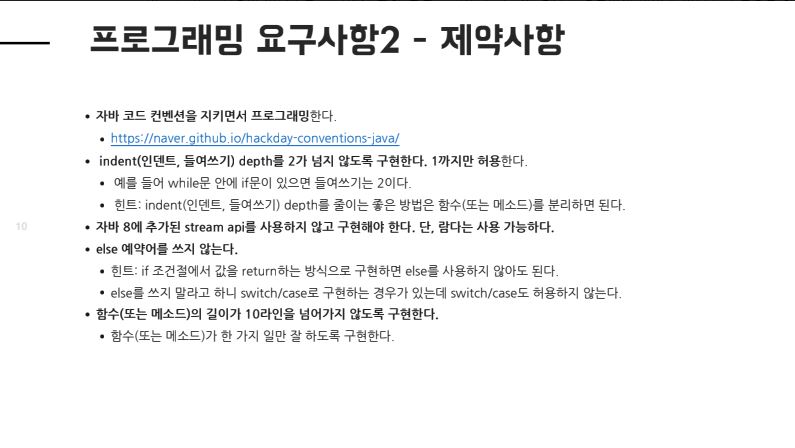 프로그래밍 요구사항2 - 제약사항
• 자바 코드 컨벤션을 지키면서 프로그래밍한다.
• https://naver.github.io/hackday-conventions-java/
• indent(인덴트, 들여쓰기) depth를 2가 넘지 않도록 구현한다. 1까지만 허용한다.
• 예를 들어 while문 안에 if문이 있으면 들여쓰기는 2이다.
• 힌트: indent(인덴트, 들여쓰기) depth를 줄이는 좋은 방법은 함수(또는 메소드)를 분리하면 된다.
10
• 자바 8에 추가된 stream api를 사용하지 않고 구현해야 한다. 단, 람다는 사용 가능하다.
• else 예약어를 쓰지 않는다.
• 힌트: if 조건절에서 값을 return하는 방식으로 구현하면 else를 사용하지 않아도 된다.
• else를 쓰지 말라고 하니 switch/case로 구현하는 경우가 있는데 switch/case도 허용하지 않는다.
• 함수(또는 메소드)의 길이가 10라인을 넘어가지 않도록 구현한다.
• 함수(또는 메소드)가 한 가지 일만 잘 하도록 구현한다.